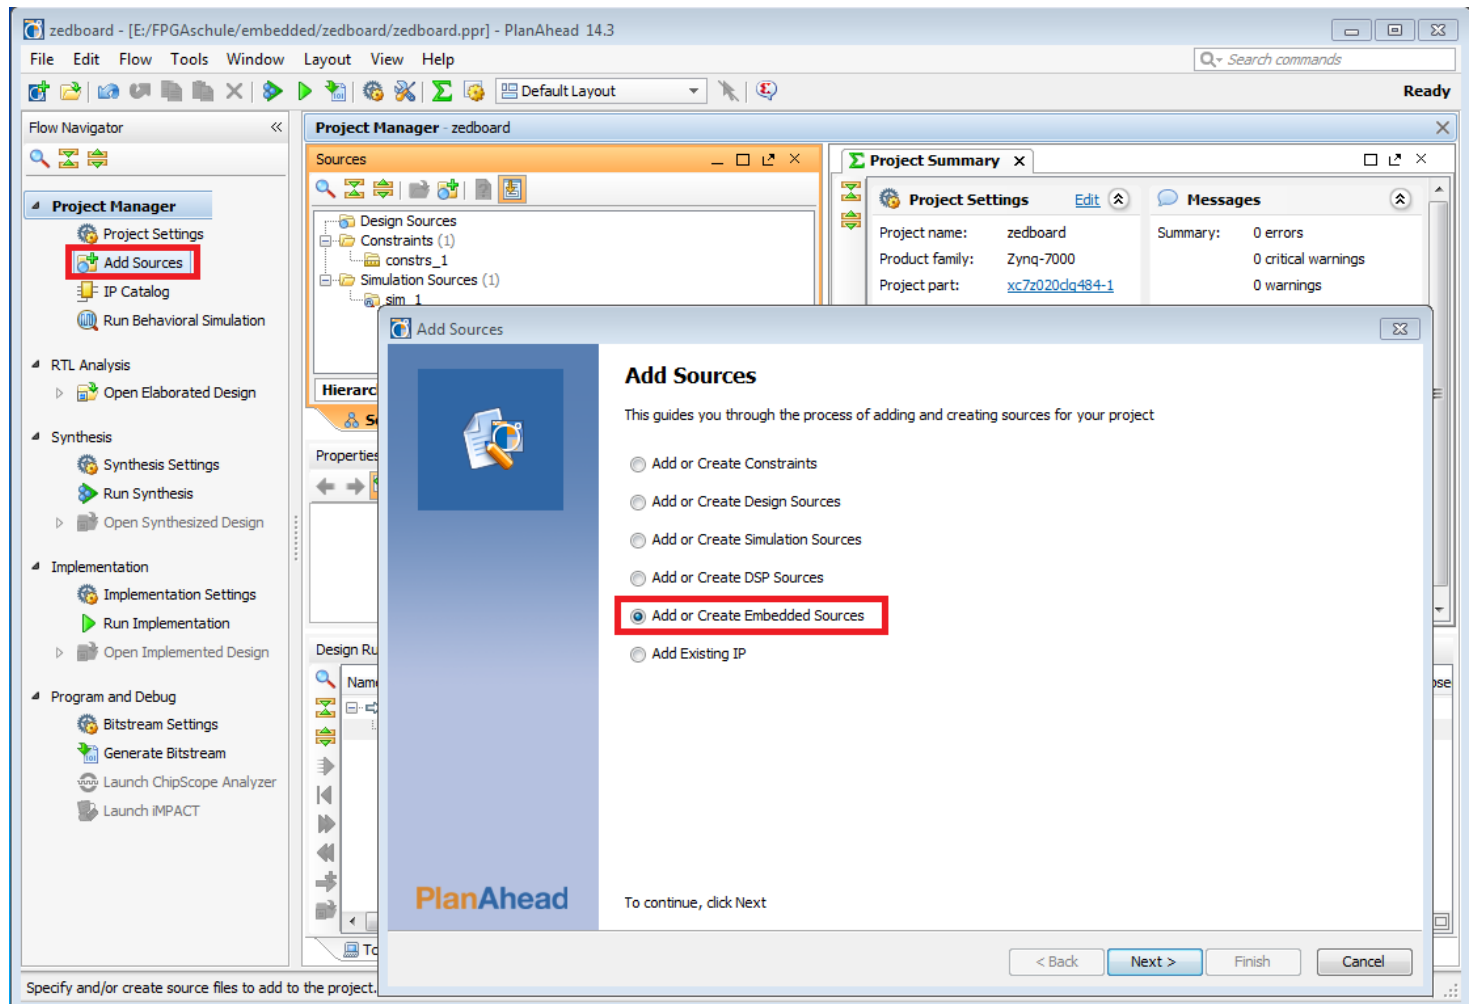 zedboard - [E:/FPGAschule/embedded/zedboard/zedboard.ppr] - PlanAhead 14.3
File Edit Flow Tools Window Layout View Help
Search commands
Default Layout
Ready
Flow Navigator
Project Manager - zedboard
Sources
Project Summary
Project Manager
Project Settings
Add Sources
IP Catalog
Run Behavioral Simulation
RTL Analysis
Open Elaborated Design
Synthesis
Synthesis Settings
Run Synthesis
Open Synthesized Design
Implementation
Implementation Settings
Run Implementation
Open Implemented Design
Program and Debug
Bitstream Settings
Generate Bitstream
Launch ChipScope Analyzer
Launch iMPACT
Design Sources
Constraints (1)
constrs_1
Simulation Sources (1)
sim_1
Hierarc
So
Properties
Design Ru
Nam
Tc
Project Settings Edit
Project name: zedboard
Product family: Zynq-7000
Project part: xc7z020clg484-1
Messages
Summary: 0 errors
0 critical warnings
0 warnings
ose
Add Sources
Add Sources
This guides you through the process of adding and creating sources for your project
Add or Create Constraints
Add or Create Design Sources
Add or Create Simulation Sources
Add or Create DSP Sources
Add or Create Embedded Sources
Add Existing IP
PlanAhead
To continue, click Next
< Back Next > Finish Cancel
Specify and/or create source files to add to the project.